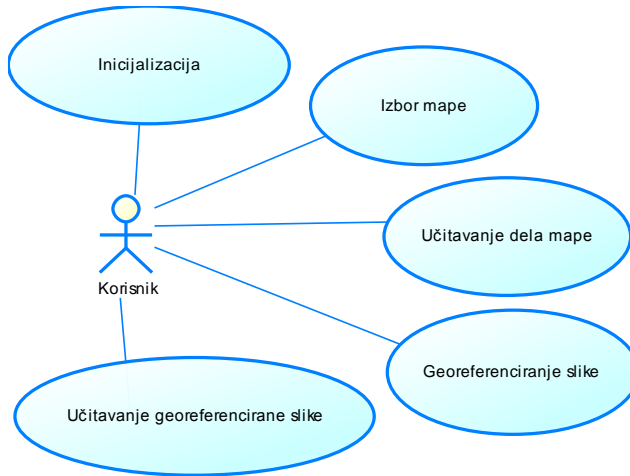 Inicijalizacija
Izbor mape
Učitavanje dela mape
Korisnik
Georeferenciranje slike
Učitavanje georeferencirane slike